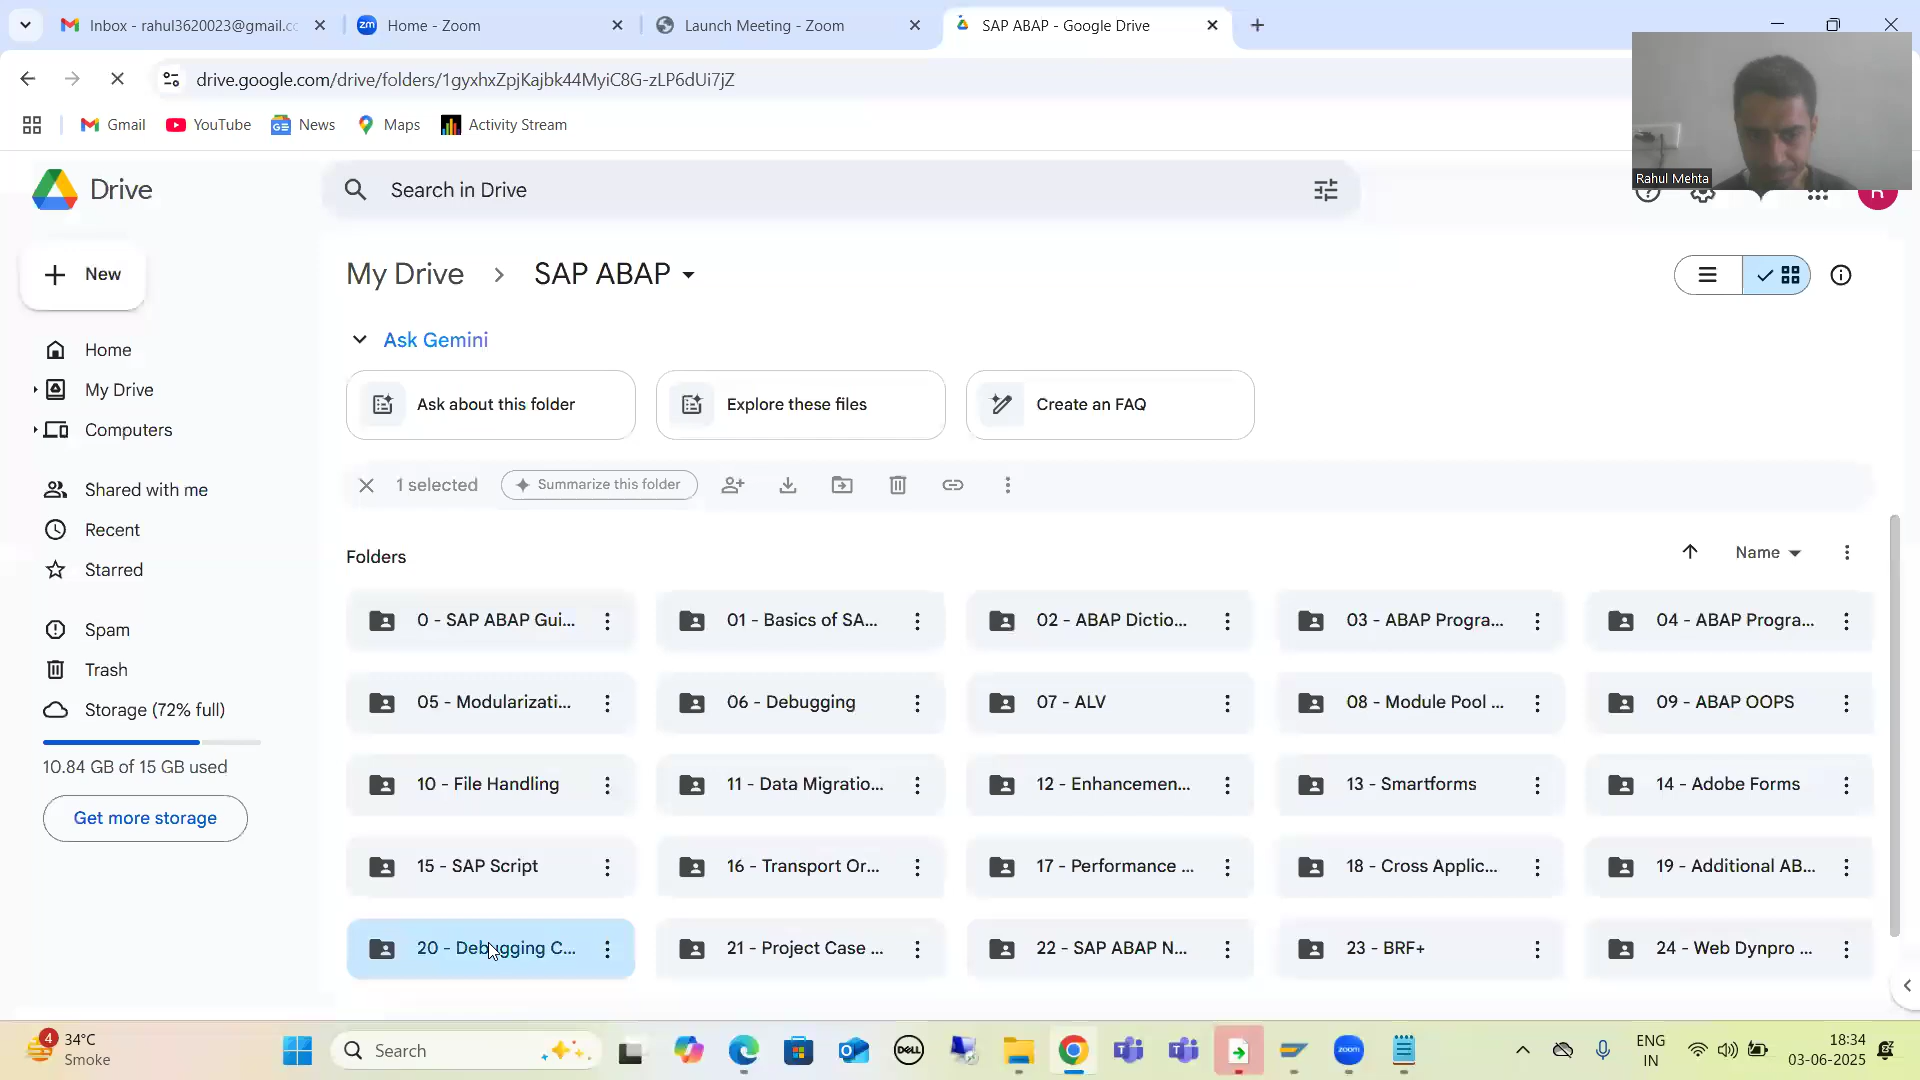 Inbox - rahul3620023@gmail.cc
Home - Zoom
Launch Meeting - Zoom
SAP ABAP - Google Drive
drive.google.com/drive/folders/1gyxhxZpjKajbk44MyiC8G-zLP6dUi7jZ
Gmail
YouTube
News
Maps
Activity Stream
Rahul Mehta
Drive
Search in Drive
New
My Drive > SAP ABAP
Ask Gemini
Ask about this folder
Explore these files
Create an FAQ
1 selected
Summarize this folder
Home
My Drive
Computers
Shared with me
Recent
Starred
Spam
Trash
Storage (72% full)
10.84 GB of 15 GB used
Get more storage
Folders
Name
0 - SAP ABAP Gui...
01 - Basics of SA...
02 - ABAP Dictio...
03 - ABAP Progra...
04 - ABAP Progra...
05 - Modularizati...
06 - Debugging
07 - ALV
08 - Module Pool ...
09 - ABAP OOPS
10 - File Handling
11 - Data Migratio...
12 - Enhancemen...
13 - Smartforms
14 - Adobe Forms
15 - SAP Script
16 - Transport Or...
17 - Performance ...
18 - Cross Applic...
19 - Additional AB...
20 - Debugging C...
21 - Project Case ...
22 - SAP ABAP N...
23 - BRF+
24 - Web Dynpro ...
4
34°C
Smoke
Search
DELL
zoom
ENG
IN
18:34
03-06-2025